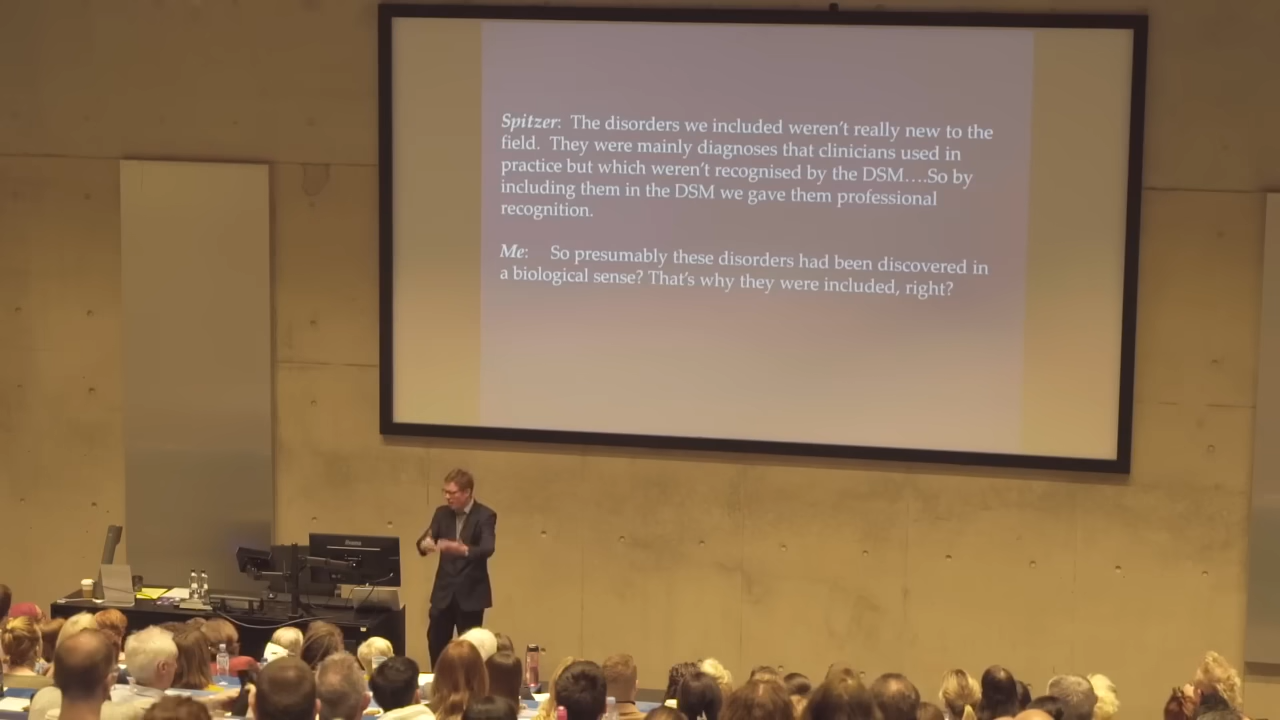 Spitzer:  The disorders we included weren't really new to the
field.  They were mainly diagnoses that clinicians used in
practice but which weren't recognised by the DSM....So by
including them in the DSM we gave them professional
recognition.
Me:    So presumably these disorders had been discovered in
a biological sense? That's why they were included, right?